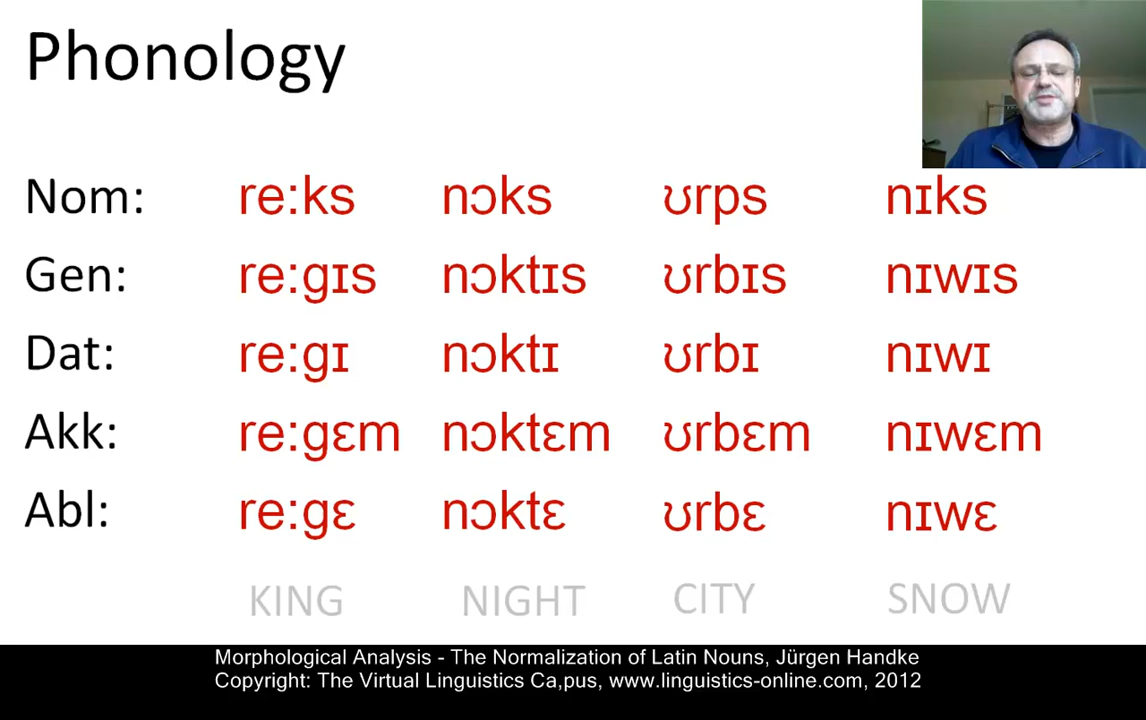 Phonology
Nom: re:ks nɔks ʊrps nɪks
Gen: re:gɪs nɔktɪs ʊrbɪs nɪwɪs
Dat: re:gɪ nɔktɪ ʊrbɪ nɪwɪ
Akk: re:gɛm nɔktɛm ʊrbɛm nɪwɛm
Abl: re:gɛ nɔktɛ ʊrbɛ nɪwɛ
KING NIGHT CITY SNOW
Morphological Analysis - The Normalization of Latin Nouns, Jürgen Handke
Copyright: The Virtual Linguistics Ca,pus, www.linguistics-online.com, 2012